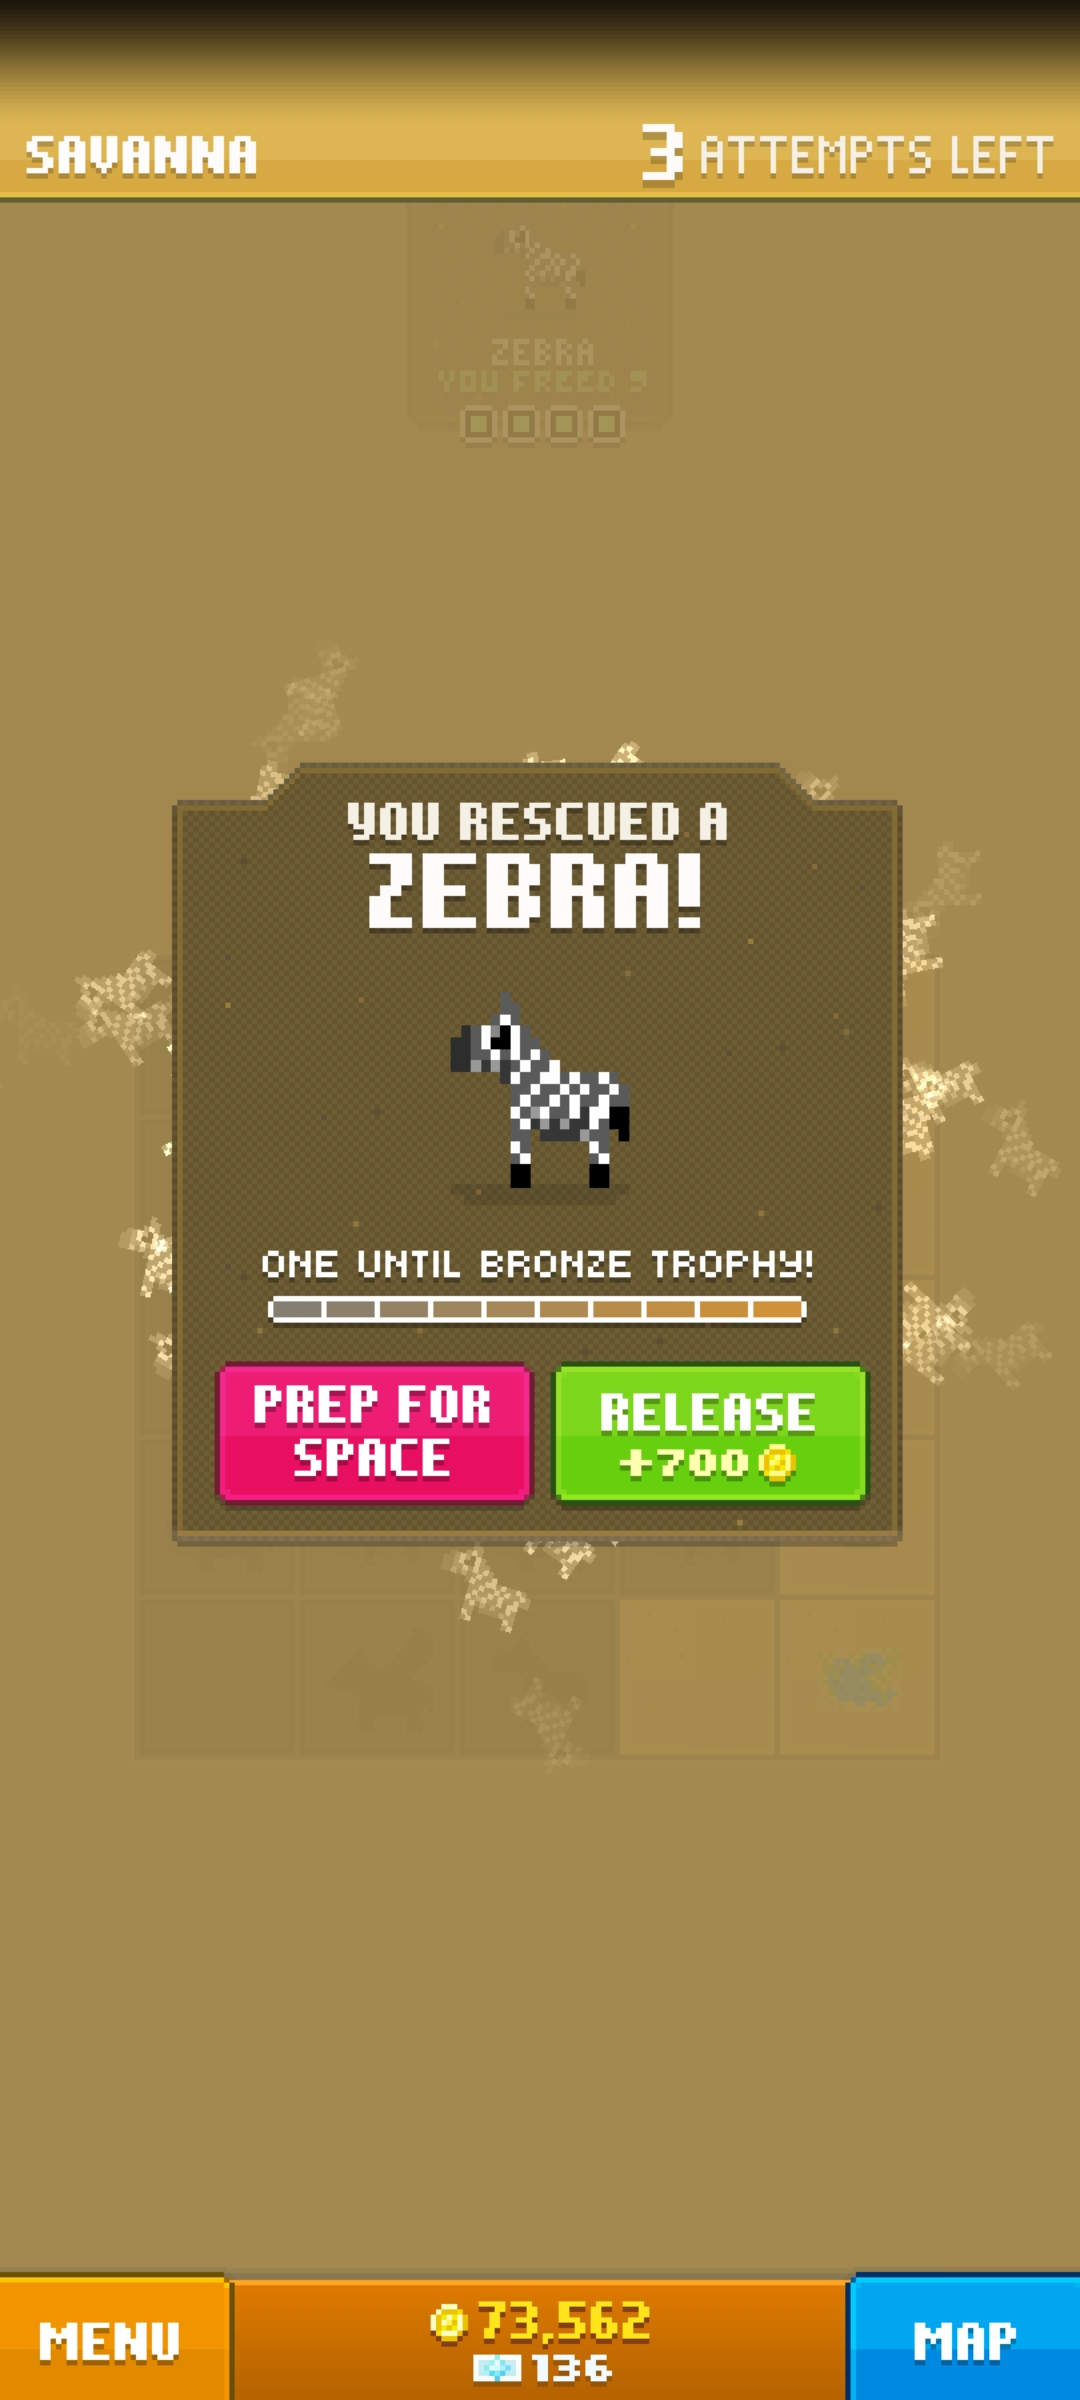 SAVANNA
3 ATTEMPTS LEFT
ZEBRA
YOU FREED 9
YOU RESCUED A
ZEBRA!
ONE UNTIL BRONZE TROPHY!
PREP FOR
SPACE
RELEASE
+700
MENU
73,562
136
MAP